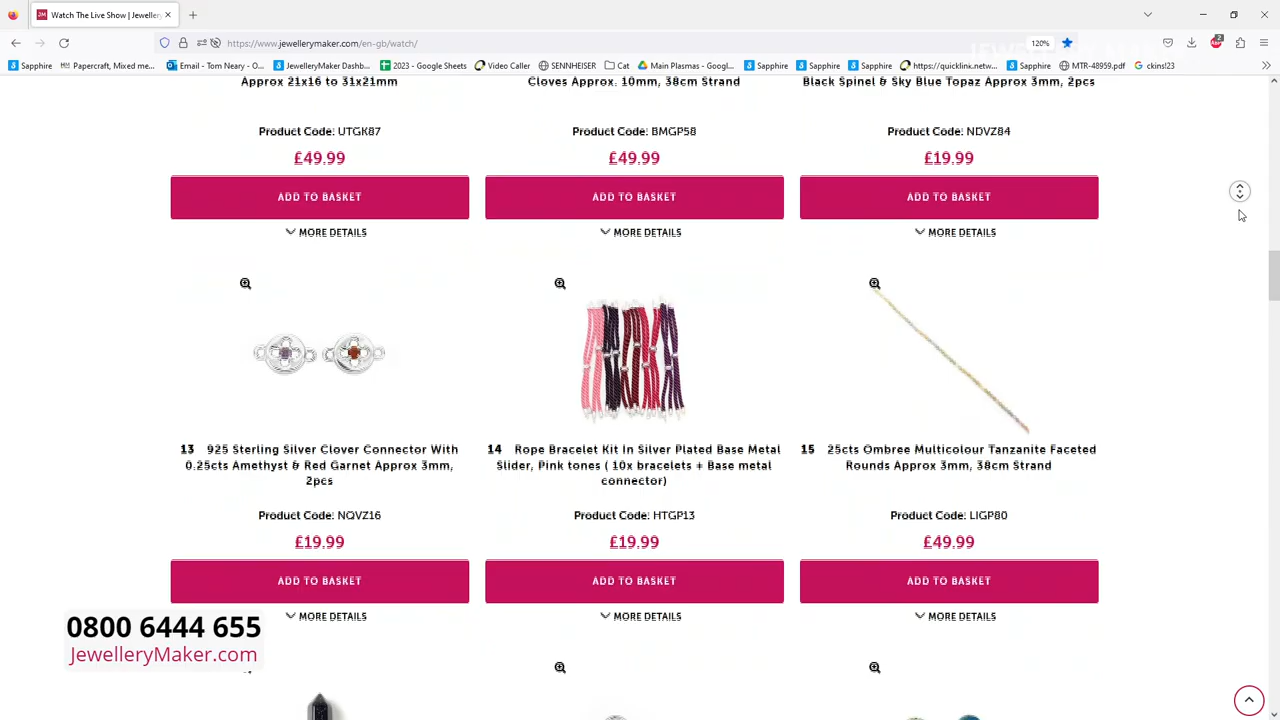 Watch The Live Show | Jeweller
https://www.jewellerymaker.com/en-gb/watch/
120%
2
Sapphire
Papercraft, Mixed me...
Email - Tom Neary - O...
JewelleryMaker.com
2023 - Google Sheets
Video Caller
SENNHEISER
Cat
Main Plasmas - Googl...
Sapphire
Sapphire
Sapphire
https://quicklink.netw...
Sapphire
MTR-48959.pdf
ckins!23
Approx 21x16 to 31x21mm
Cloves Approx. 10mm, 38cm Strand
Black Spinel & Sky Blue Topaz Approx 3mm, 2pcs
Product Code: UTGK87
Product Code: BMGP58
Product Code: NDVZ84
£49.99
£49.99
£19.99
ADD TO BASKET
ADD TO BASKET
ADD TO BASKET
MORE DETAILS
MORE DETAILS
MORE DETAILS
13 925 Sterling Silver Clover Connector With
0.25cts Amethyst & Red Garnet Approx 3mm,
2pcs
14 Rope Bracelet Kit In Silver Plated Base Metal
Slider, Pink tones ( 10x bracelets + Base metal
connector)
15 25cts Ombree Multicolour Tanzanite Faceted
Rounds Approx 3mm, 38cm Strand
Product Code: NQVZ16
Product Code: HTGP13
Product Code: LIGP80
£19.99
£19.99
£49.99
ADD TO BASKET
ADD TO BASKET
ADD TO BASKET
MORE DETAILS
MORE DETAILS
MORE DETAILS
0800 6444 655
JewelleryMaker.com